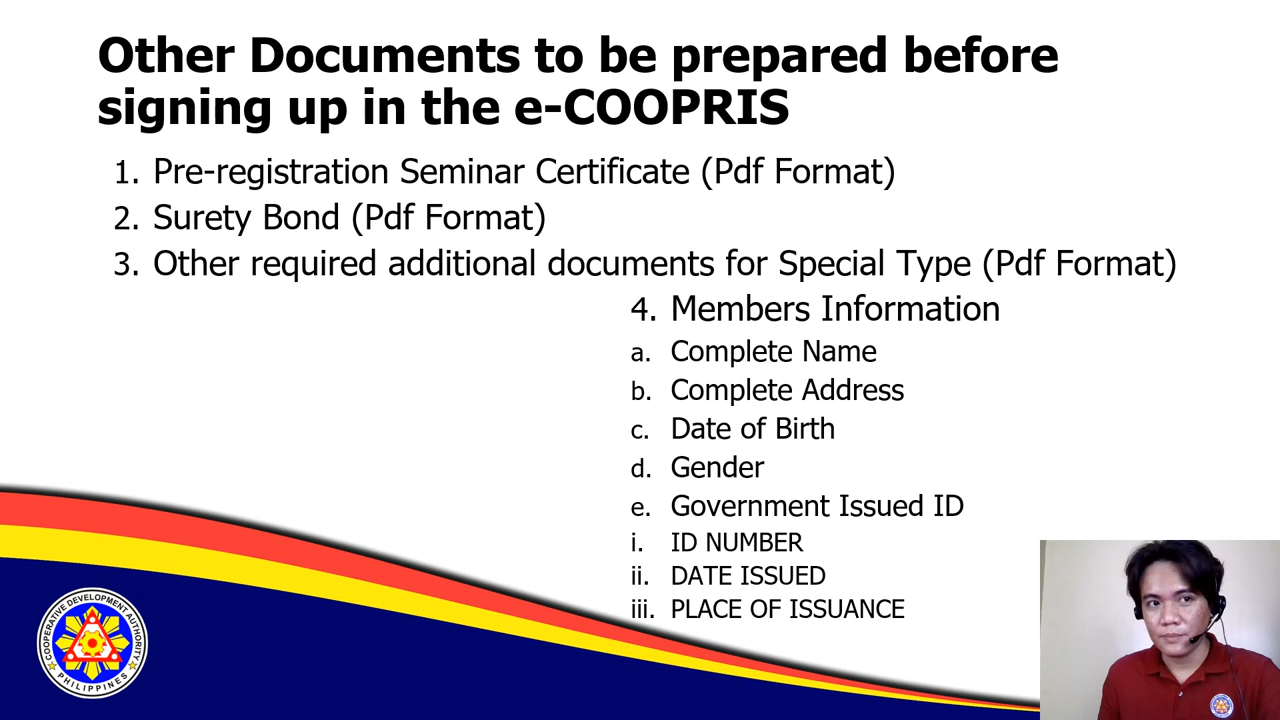 Other Documents to be prepared before
signing up in the e-COOPRIS
1. Pre-registration Seminar Certificate (Pdf Format)
2. Surety Bond (Pdf Format)
3. Other required additional documents for Special Type (Pdf Format)
4. Members Information
a. Complete Name
b. Complete Address
c. Date of Birth
d. Gender
e. Government Issued ID
i. ID NUMBER
ii. DATE ISSUED
iii. PLACE OF ISSUANCE
COOPERATIVE DEVELOPMENT AUTHORITY
PHILIPPINES